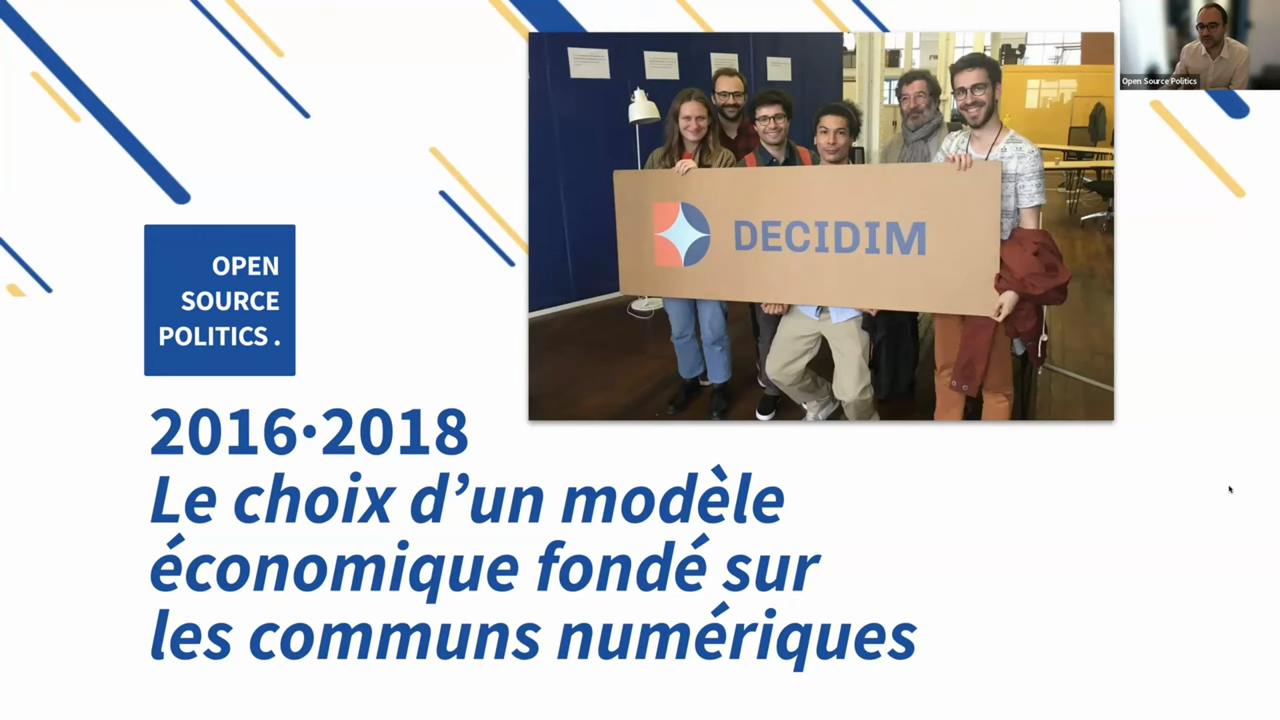 Open Source Politics
DECIDIM
OPEN
SOURCE
POLITICS.
2016·2018
Le choix d'un modèle
économique fondé sur
les communs numériques